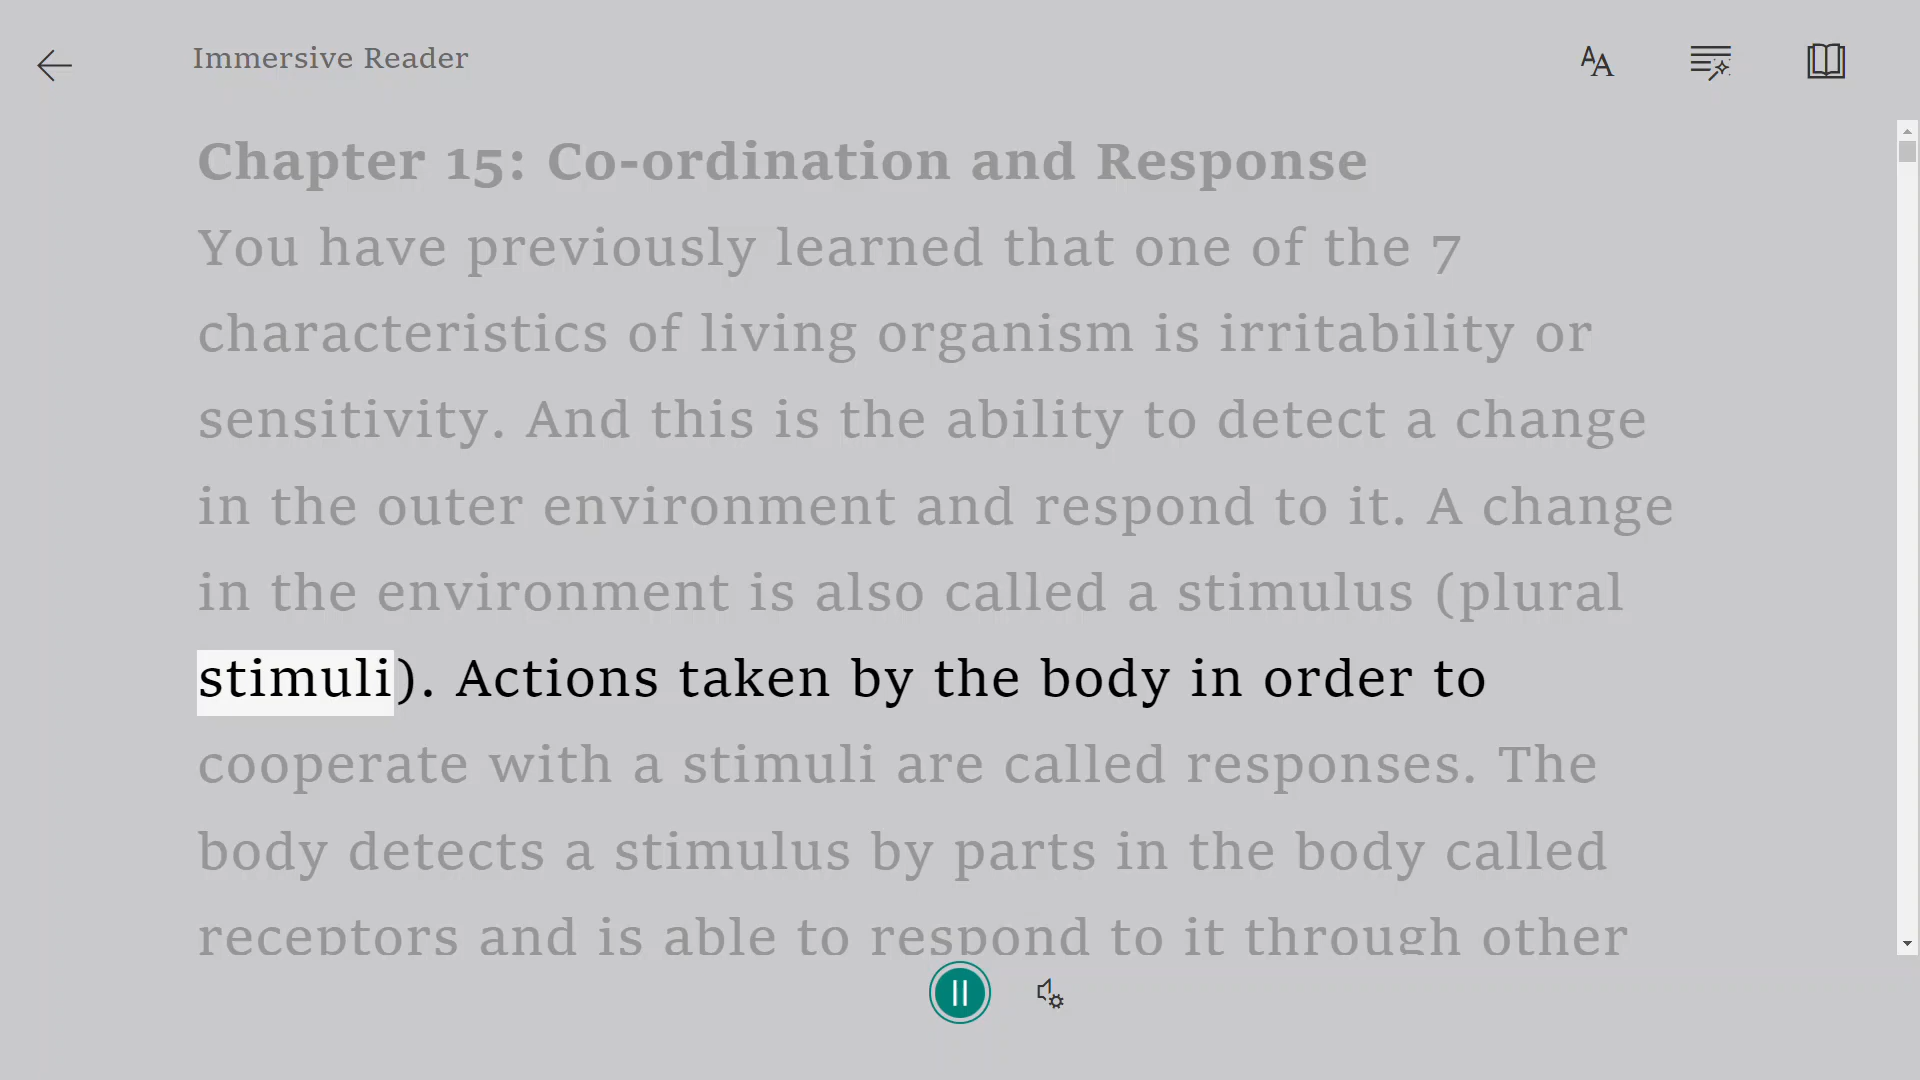 Immersive Reader
Chapter 15: Co-ordination and Response
You have previously learned that one of the 7
characteristics of living organism is irritability or
sensitivity. And this is the ability to detect a change
in the outer environment and respond to it. A change
in the environment is also called a stimulus (plural
stimuli). Actions taken by the body in order to
cooperate with a stimuli are called responses. The
body detects a stimulus by parts in the body called
receptors and is able to respond to it through other